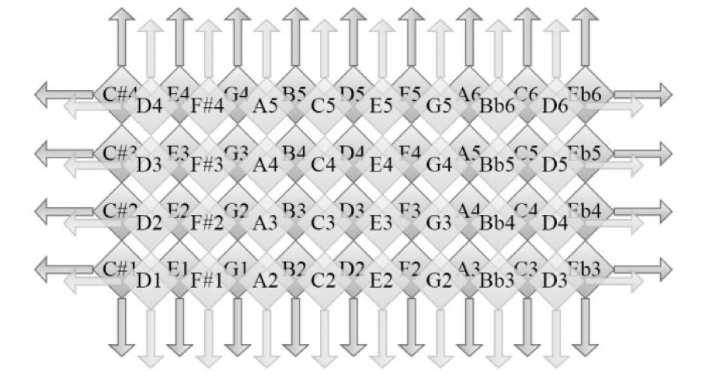 C#4 D4 E4 F#4 G4 A5 B5 C5 D5 E5 F5 G5 A6 Bb6 C6 D6 Eb6
C#3 D3 E3 F#3 G3 A4 B4 C4 D4 E4 F4 G4 A5 Bb5 C5 D5 Eb5
C#2 D2 E2 F#2 G2 A3 B3 C3 D3 E3 F3 G3 A4 Bb4 C4 D4 Eb4
C#1 D1 E1 F#1 G1 A2 B2 C2 D2 E2 F2 G2 A3 Bb3 C3 D3 Eb3